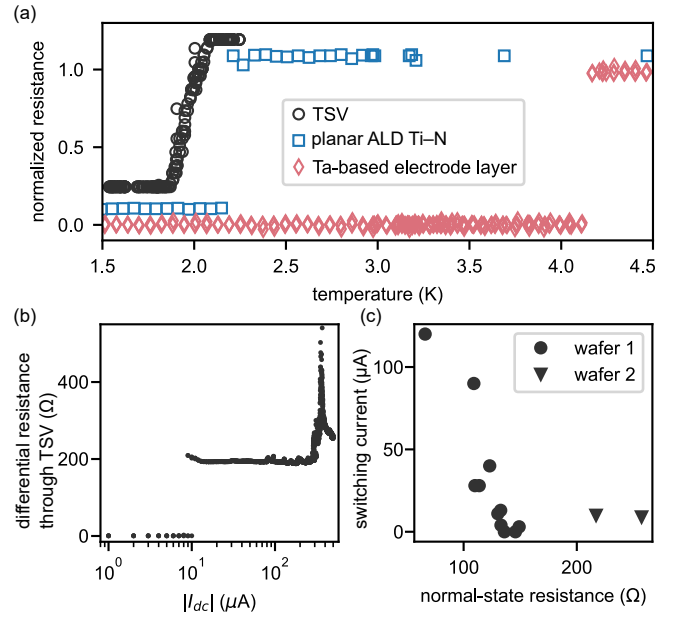 (a)
normalized resistance
1.0
0.5
0.0
TSV
planar ALD Ti–N
Ta-based electrode layer
1.5 2.0 2.5 3.0 3.5 4.0 4.5
temperature (K)
(b)
differential resistance
through TSV (Ω)
400
200
0
10⁰ 10¹ 10²
|I_dc| (μA)
(c)
switching current (μA)
100
50
0
wafer 1
wafer 2
100 200
normal-state resistance (Ω)